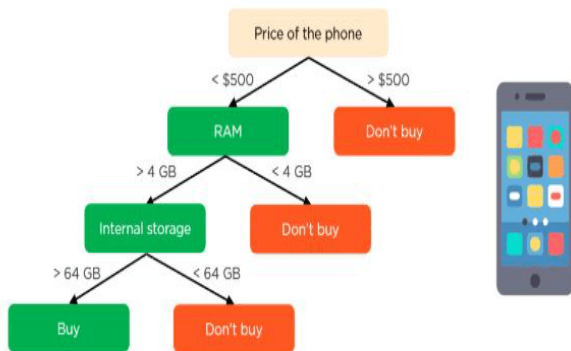 Price of the phone
< $500
> $500
RAM
Don't buy
> 4 GB
< 4 GB
Internal storage
Don't buy
> 64 GB
< 64 GB
Buy
Don't buy